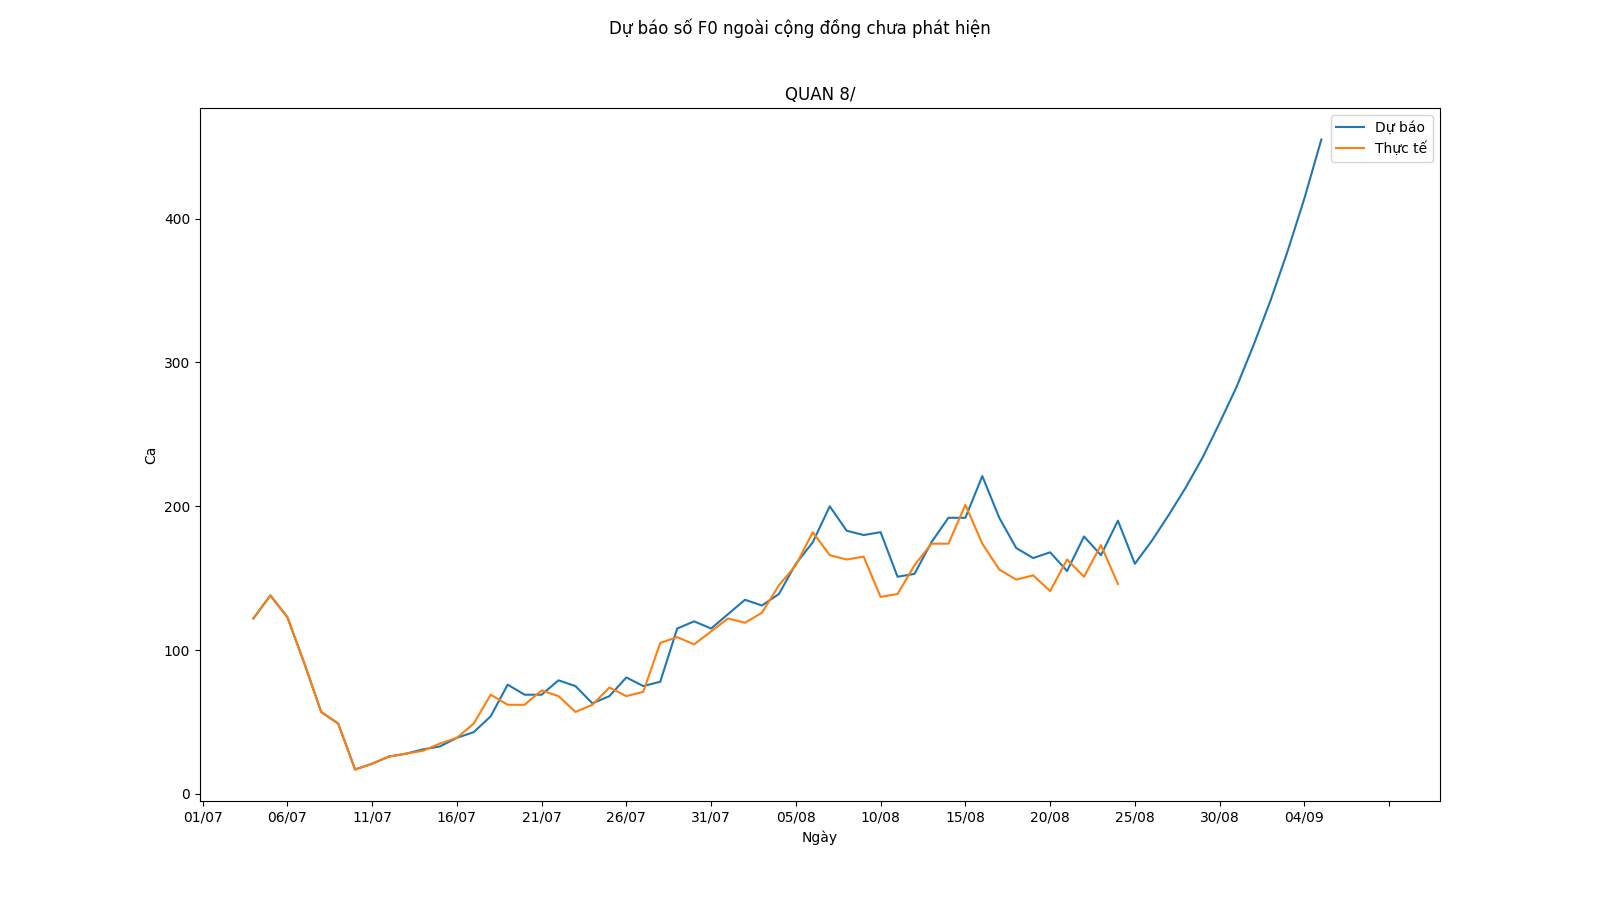 Dự báo số F0 ngoài cộng đồng chưa phát hiện
QUAN 8/
Dự báo
Thực tế
400
300
200
100
0
Ca
01/07 06/07 11/07 16/07 21/07 26/07 31/07 05/08 10/08 15/08 20/08 25/08 30/08 04/09
Ngày